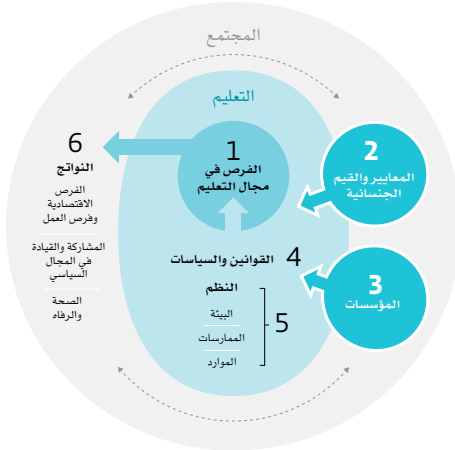 المجتمع
التعليم
1
الفرص في
مجال التعليم
2
المعايير والقيم
الجنسانية
3
المؤسسات
4
القوانين والسياسات
5
النظم
البيئة
الممارسات
الموارد
6
النواتج
الفرص
الاقتصادية
وفرص العمل
المشاركة والقيادة
في المجال
السياسي
الصحة
والرفاه